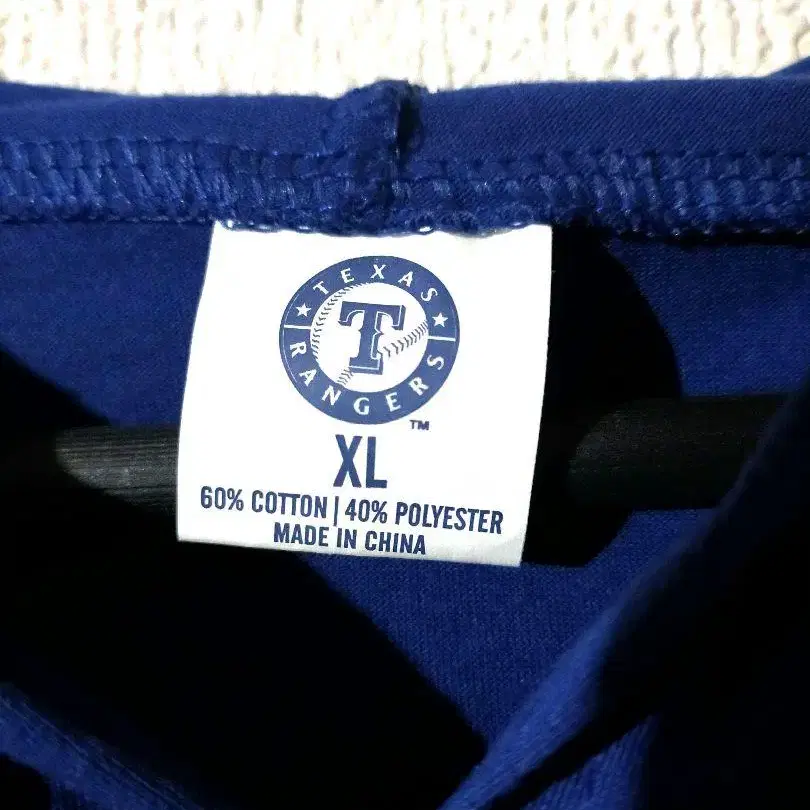 TEXAS
T
RANGERS
TM
XL
60% COTTON | 40% POLYESTER
MADE IN CHINA